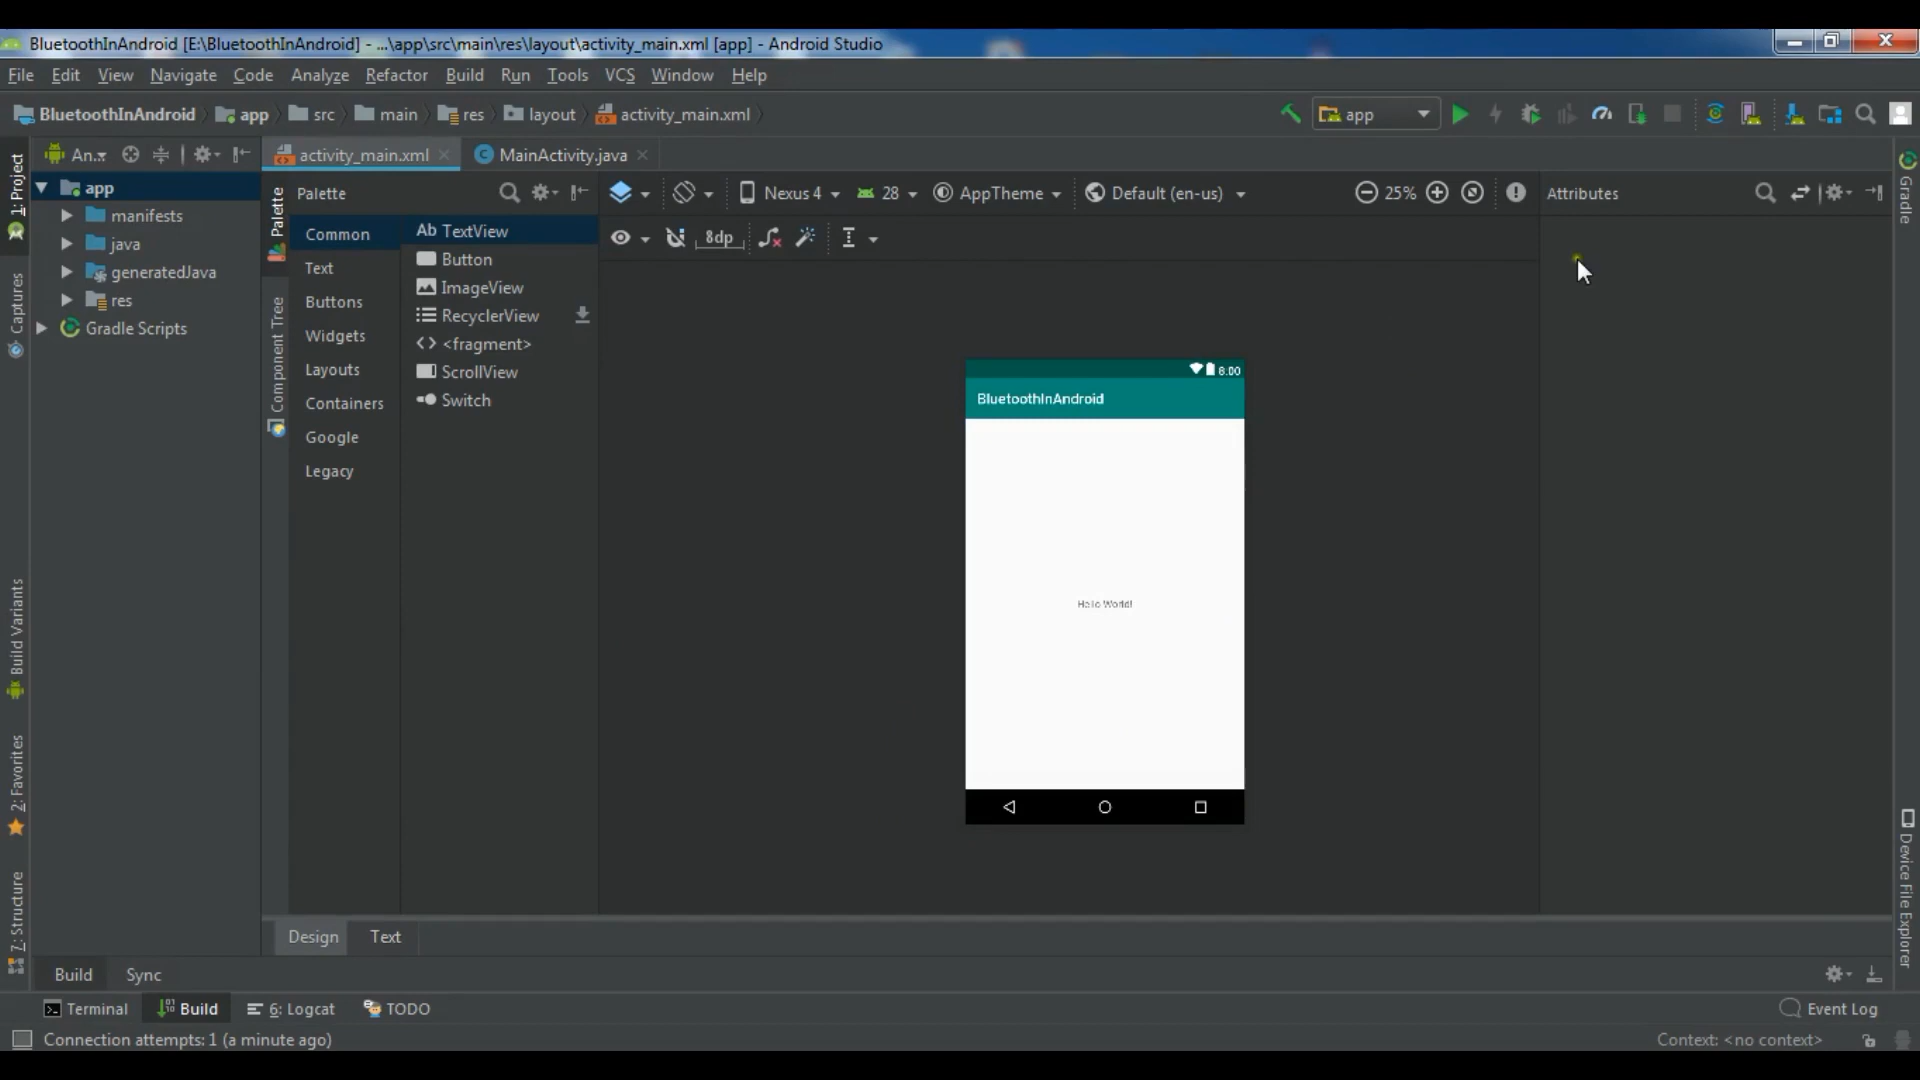 BluetoothInAndroid [E:\BluetoothInAndroid] - ...\app\src\main\res\layout\activity_main.xml [app] - Android Studio
File Edit View Navigate Code Analyze Refactor Build Run Tools VCS Window Help
BluetoothInAndroid app src main res layout activity_main.xml app
1: Project
Captures
Build Variants
2: Favorites
7: Structure
An..
app
manifests
java
generatedJava
res
Gradle Scripts
activity_main.xml MainActivity.java
Palette
Component Tree
Palette
Common
Text
Buttons
Widgets
Layouts
Containers
Google
Legacy
Ab TextView
Button
ImageView
RecyclerView
<fragment>
ScrollView
Switch
Nexus 4 28 AppTheme Default (en-us) 25%
8dp
Attributes
8:00
BluetoothInAndroid
Hello World!
Gradle
Device File Explorer
Design Text
Build Sync
Terminal Build 6: Logcat TODO Event Log
Connection attempts: 1 (a minute ago) Context: <no context>